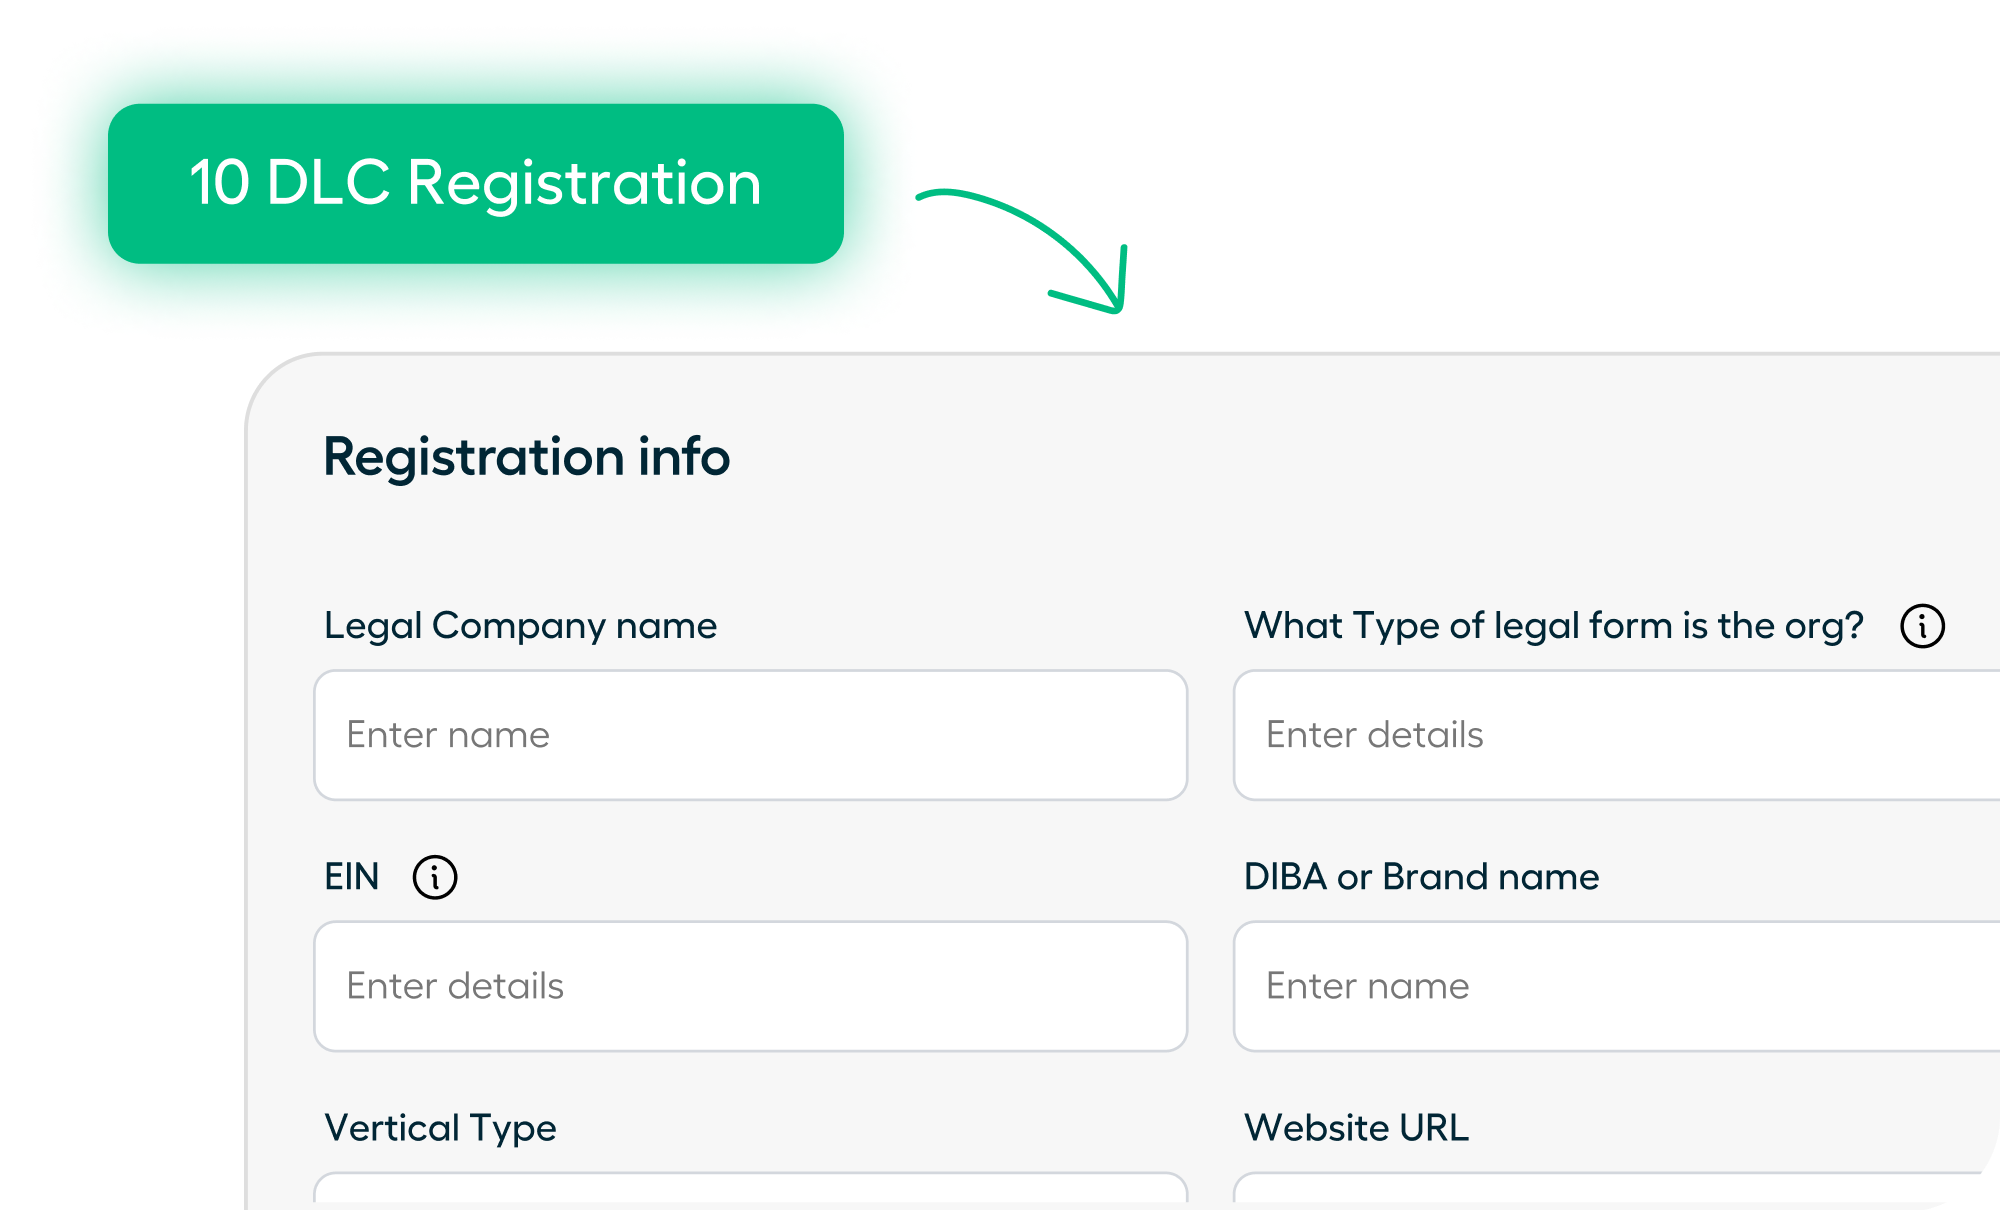 10 DLC Registration
Registration info
Legal Company name
What Type of legal form is the org?
Enter name
Enter details
EIN
DIBA or Brand name
Enter details
Enter name
Vertical Type
Website URL